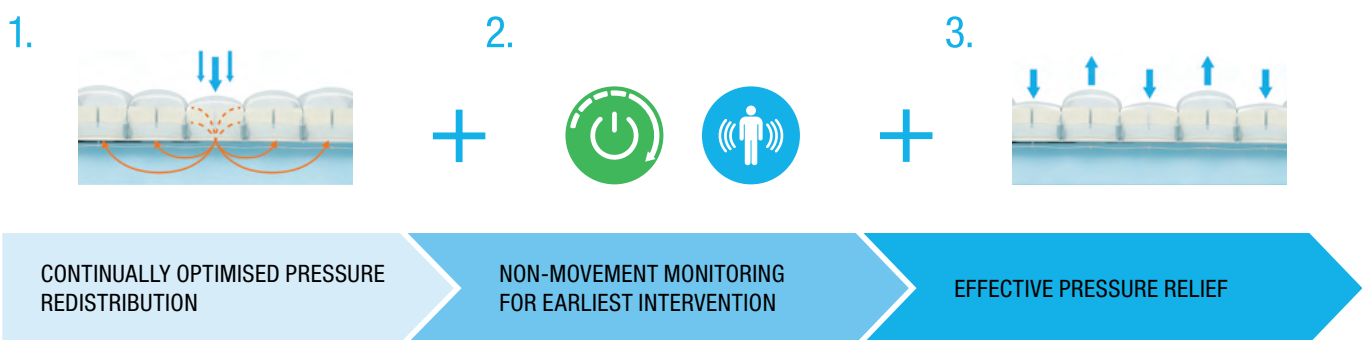 1.
2.
3.
CONTINUALLY OPTIMISED PRESSURE
REDISTRIBUTION
NON-MOVEMENT MONITORING
FOR EARLIEST INTERVENTION
EFFECTIVE PRESSURE RELIEF